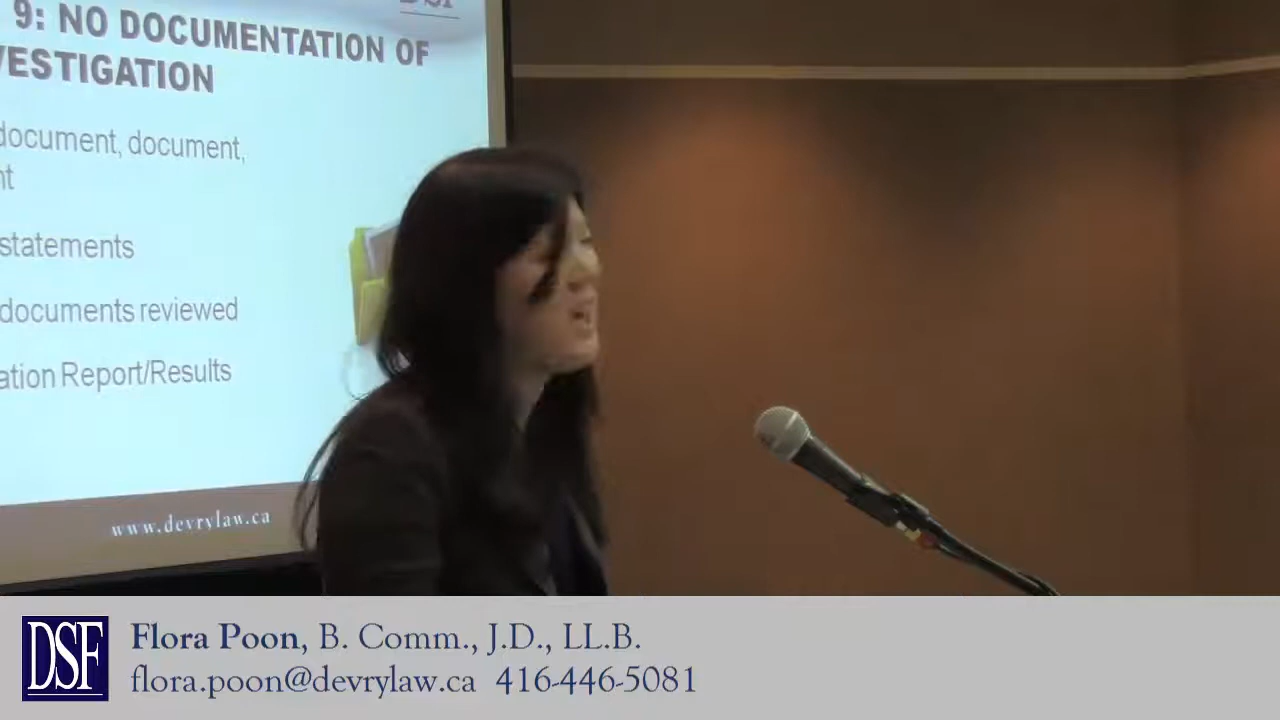 DSF
9: NO DOCUMENTATION OF
VESTIGATION
document, document,
nt
statements
documents reviewed
ation Report/Results
www.devrylaw.ca
DSF
Flora Poon, B. Comm., J.D., LL.B.
flora.poon@devrylaw.ca 416-446-5081